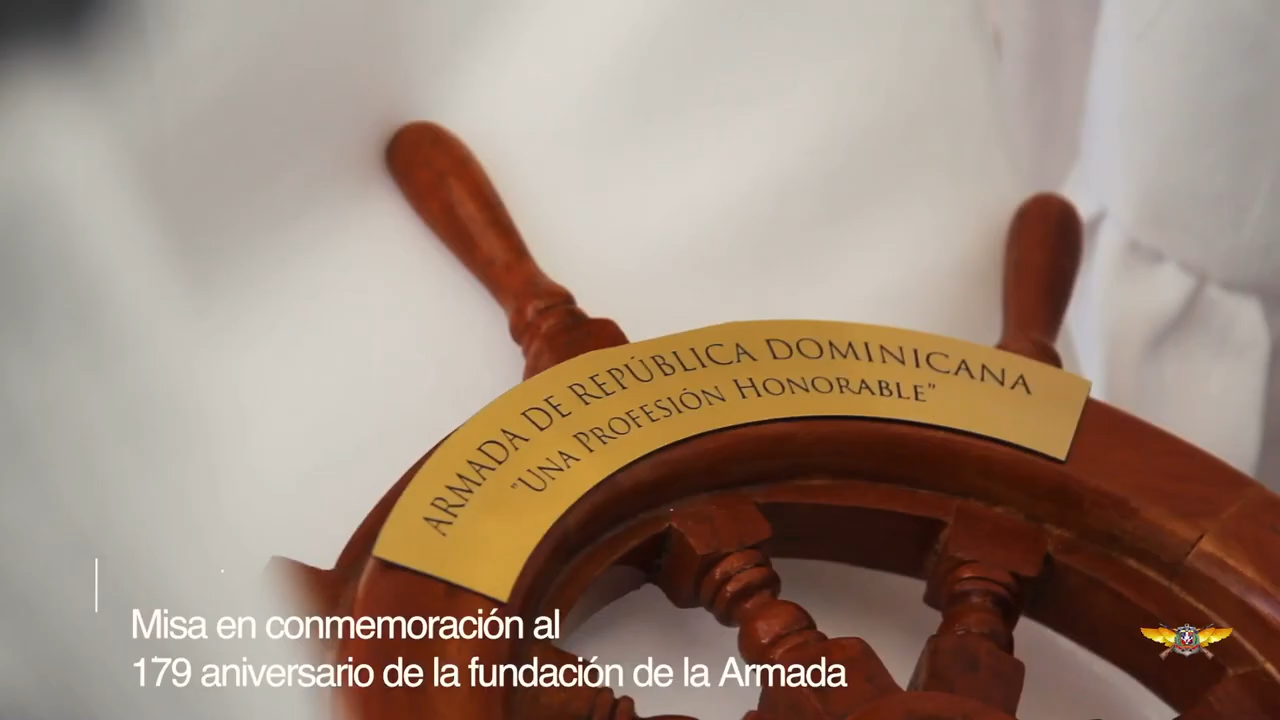 ARMADA DE REPÚBLICA DOMINICANA
"UNA PROFESIÓN HONORABLE"
Misa en conmemoración al
179 aniversario de la fundación de la Armada